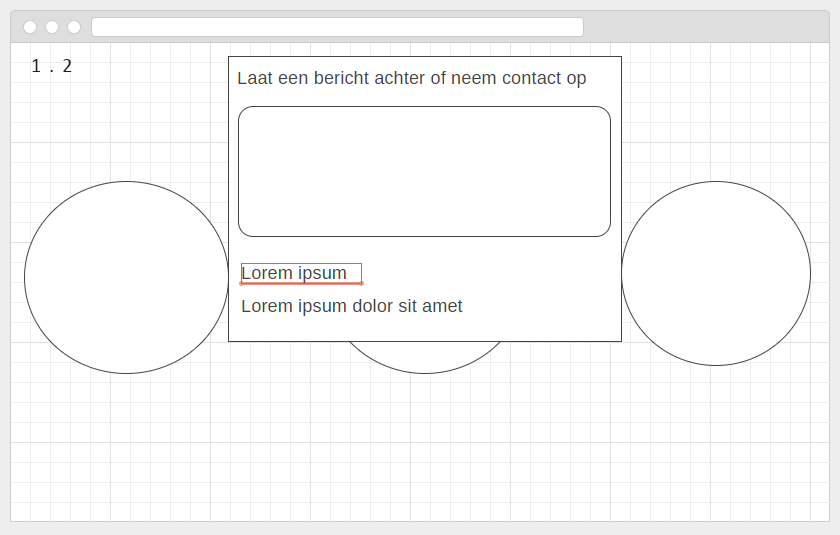 1 . 2
Laat een bericht achter of neem contact op
Lorem ipsum
Lorem ipsum dolor sit amet